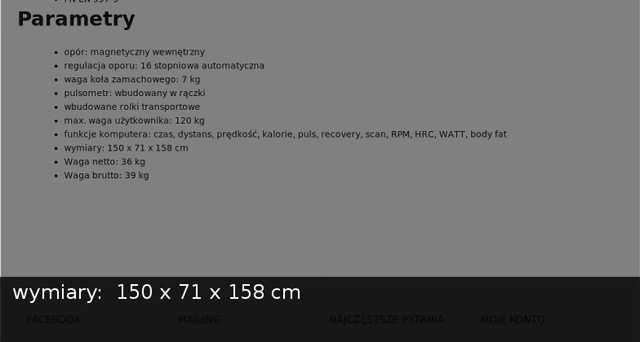 Parametry
opór: magnetyczny wewnętrzny
regulacja oporu: 16 stopniowa automatyczna
waga koła zamachowego: 7 kg
pulsometr: wbudowany w rączki
wbudowane rolki transportowe
max. waga użytkownika: 120 kg
funkcje komputera: czas, dystans, prędkość, kalorie, puls, recovery, scan, RPM, HRC, WATT, body fat
wymiary: 150 x 71 x 158 cm
Waga netto: 36 kg
Waga brutto: 39 kg
wymiary: 150 x 71 x 158 cm
FACEBOOK MAILING NAJCZĘSTSZE PYTANIA MOJE KONTO